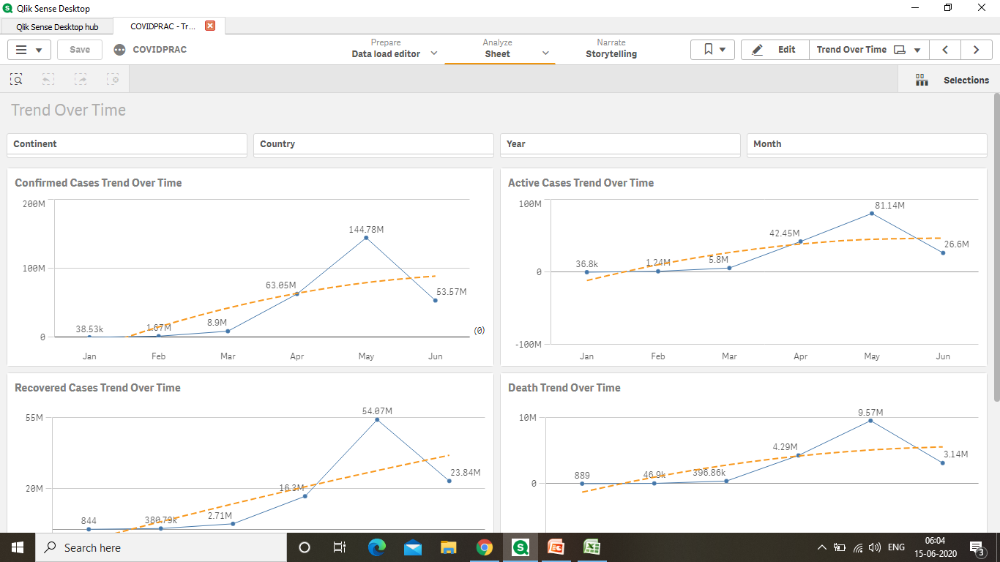 Qlik Sense Desktop
Qlik Sense Desktop hub
COVIDPRAC - Tr...
Save
COVIDPRAC
Prepare
Data load editor
Analyze
Sheet
Narrate
Storytelling
Edit
Trend Over Time
Selections
Trend Over Time
Continent
Country
Year
Month
Confirmed Cases Trend Over Time
200M
100M
0
38.53k
1.67M
8.9M
63.05M
144.78M
53.57M
(0)
Jan
Feb
Mar
Apr
May
Jun
Active Cases Trend Over Time
100M
0
-100M
36.8k
1.24M
5.8M
42.45M
81.14M
26.6M
Jan
Feb
Mar
Apr
May
Jun
Recovered Cases Trend Over Time
55M
20M
844
380.79k
2.71M
16.3M
54.07M
23.84M
Death Trend Over Time
10M
0
889
46.9k
396.86k
4.29M
9.57M
3.14M
Search here
ENG
06:04
15-06-2020
3